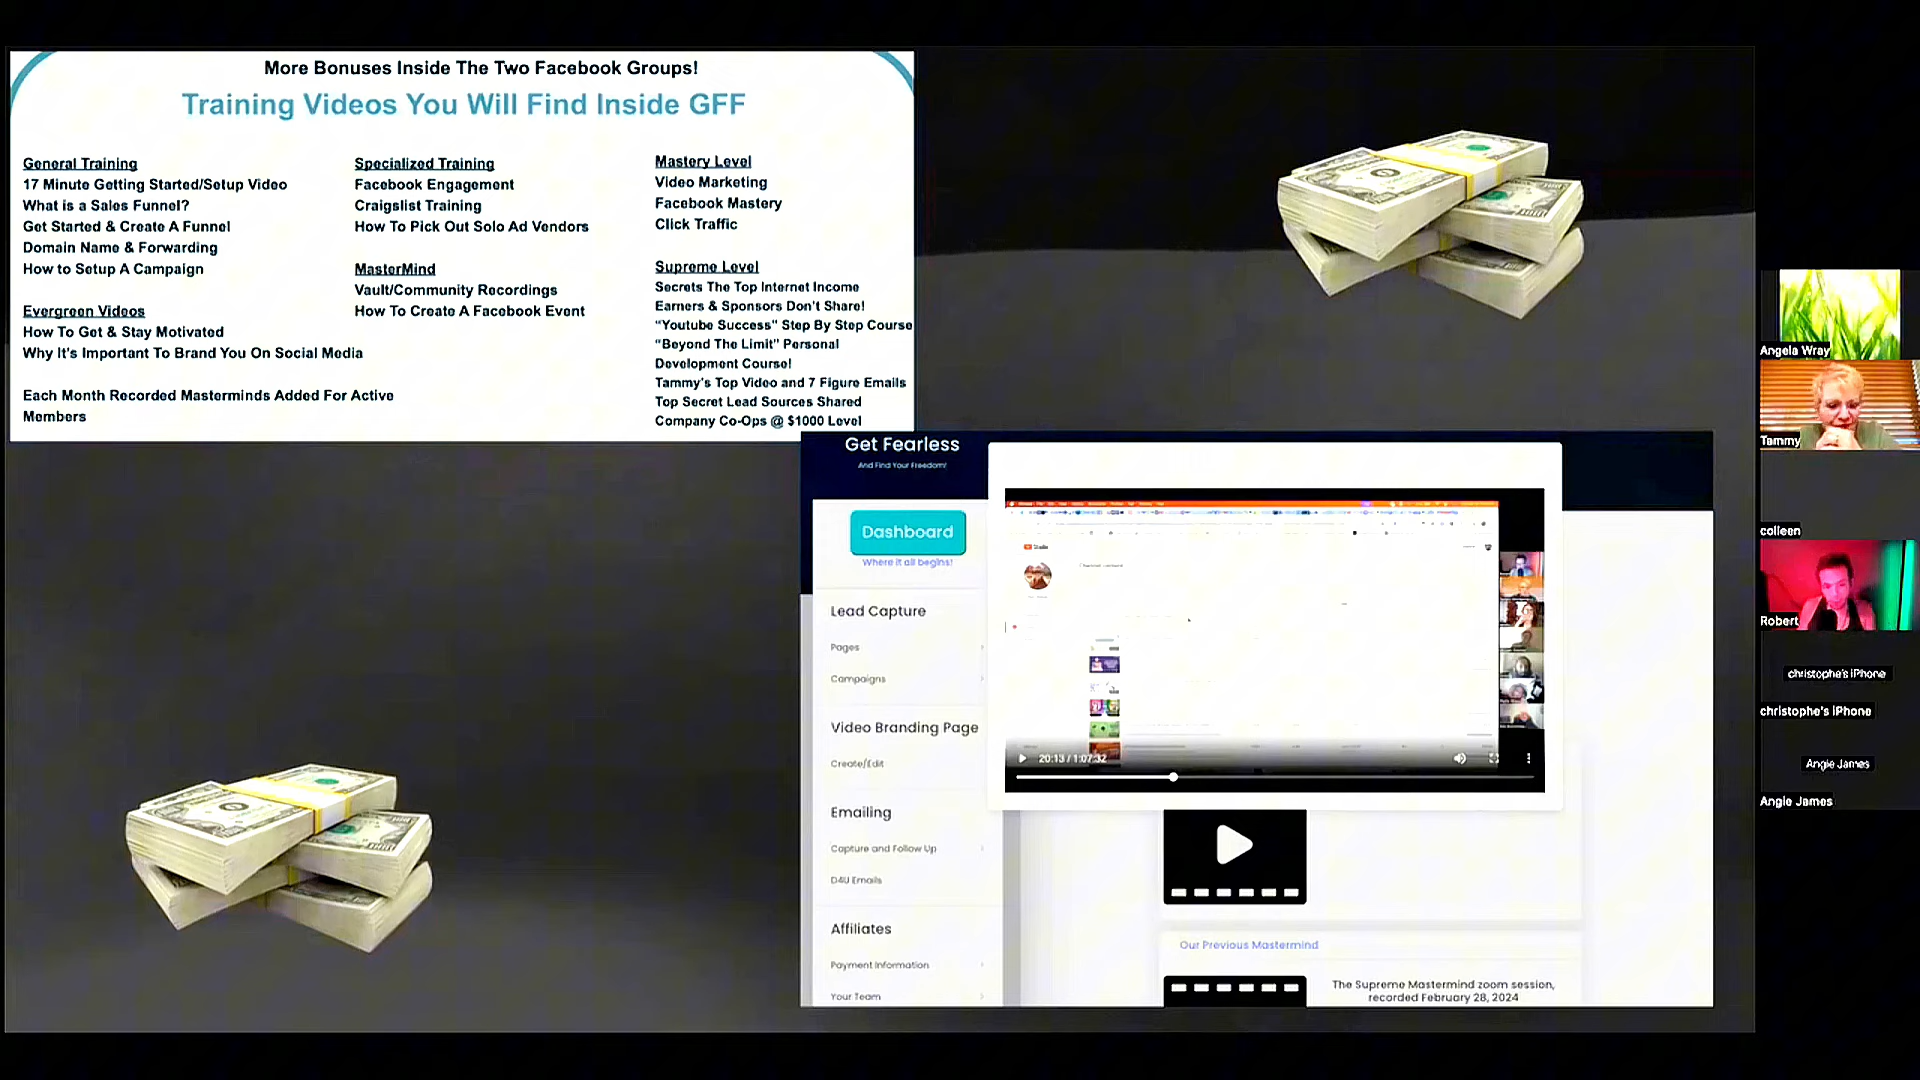 More Bonuses Inside The Two Facebook Groups!
Training Videos You Will Find Inside GFF
General Training
17 Minute Getting Started/Setup Video
What is a Sales Funnel?
Get Started & Create A Funnel
Domain Name & Forwarding
How to Setup A Campaign
Evergreen Videos
How To Get & Stay Motivated
Why It's Important To Brand You On Social Media
Each Month Recorded Masterminds Added For Active
Members
Specialized Training
Facebook Engagement
Craigslist Training
How To Pick Out Solo Ad Vendors
MasterMind
Vault/Community Recordings
How To Create A Facebook Event
Mastery Level
Video Marketing
Facebook Mastery
Click Traffic
Supreme Level
Secrets The Top Internet Income
Earners & Sponsors Don't Share!
“Youtube Success” Step By Step Course
“Beyond The Limit” Personal
Development Course!
Tammy's Top Video and 7 Figure Emails
Top Secret Lead Sources Shared
Company Co-Ops @ $1000 Level
Get Fearless
And Find Your Freedom!
Dashboard
Where it all begins!
Lead Capture
Pages
Campaigns
Video Branding Page
Create/Edit
Emailing
Capture and Follow Up
D4U Emails
Affiliates
Payment Information
Your Team
Studio
20:13 / 1:07:32
Our Previous Mastermind
The Supreme Mastermind zoom session,
recorded February 28, 2024
Angela Wray
Tammy
colleen
Robert
christophe's iPhone
christophe's iPhone
Angie James
Angie James